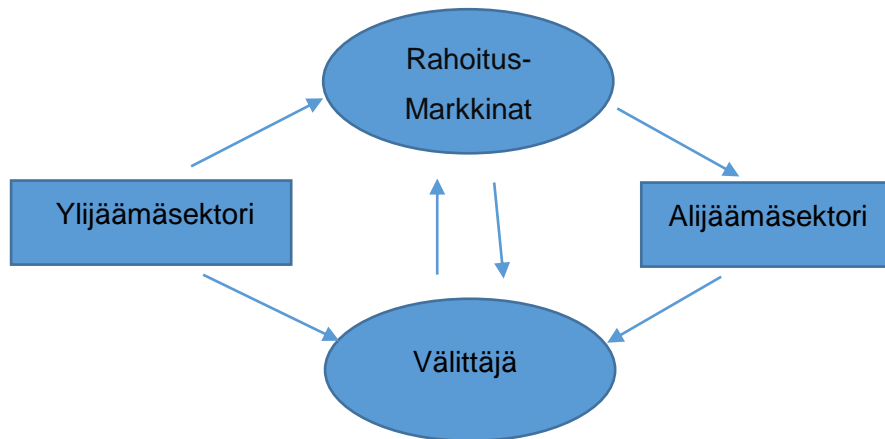 Rahoitus-
Markkinat
Ylijäämäsektori
Alijäämäsektori
Välittäjä